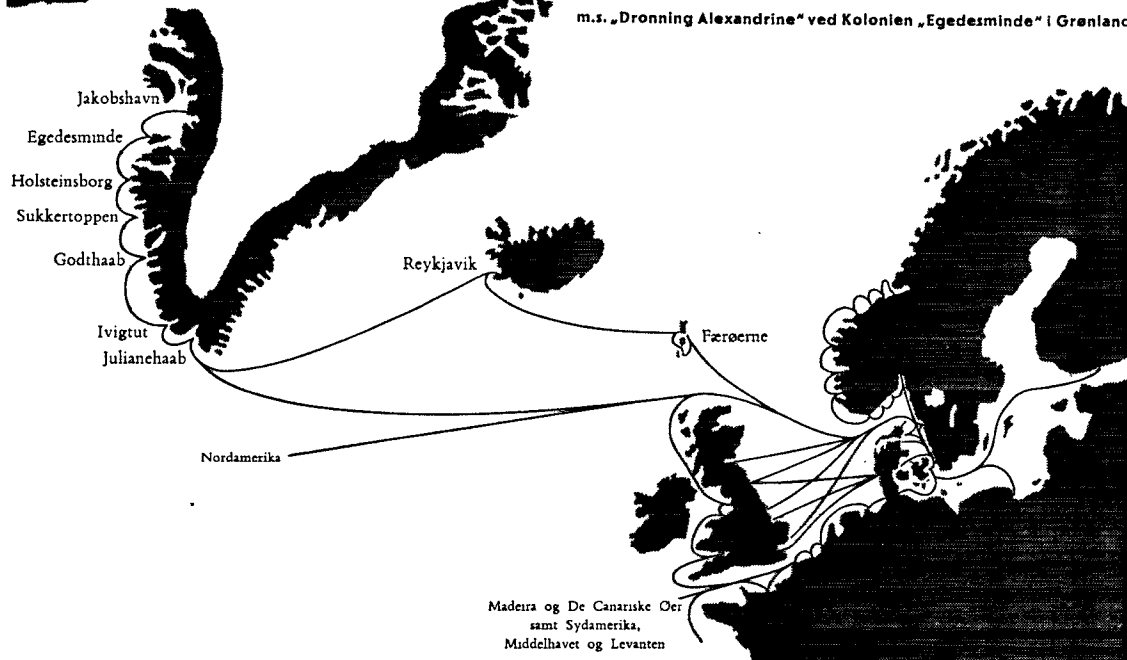 m.s. „Dronning Alexandrine“ ved Kolonien „Egedesminde“ i Grønland
Jakobshavn
Egedesminde
Holsteinsborg
Sukkertoppen
Godthaab
Reykjavik
Ivigtut
Færøerne
Julianehaab
Nordamerika
Madeira og De Canariske Øer
samt Sydamerika,
Middelhavet og Levanten